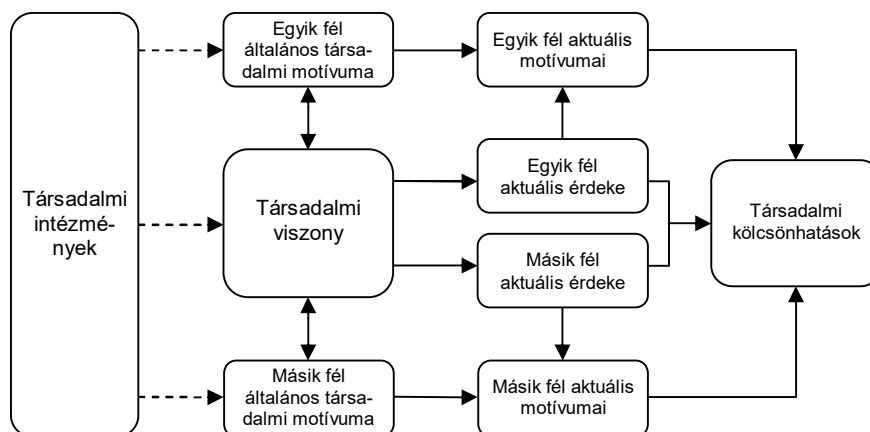 Társadalmi
intézmé-
nyek
Egyik fél
általános társa-
dalmi motívuma
Egyik fél aktuális
motívumai
Társadalmi
viszony
Egyik fél
aktuális érdeke
Másik fél
aktuális érdeke
Társadalmi
kölcsönhatások
Másik fél
általános társa-
dalmi motívuma
Másik fél aktuális
motívumai